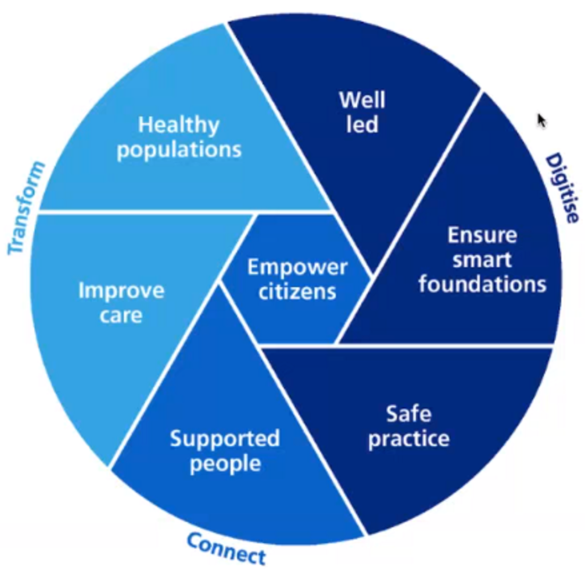 Healthy
populations
Well
led
Ensure
smart
foundations
Empower
citizens
Improve
care
Supported
people
Safe
practice
Transform
Digitise
Connect